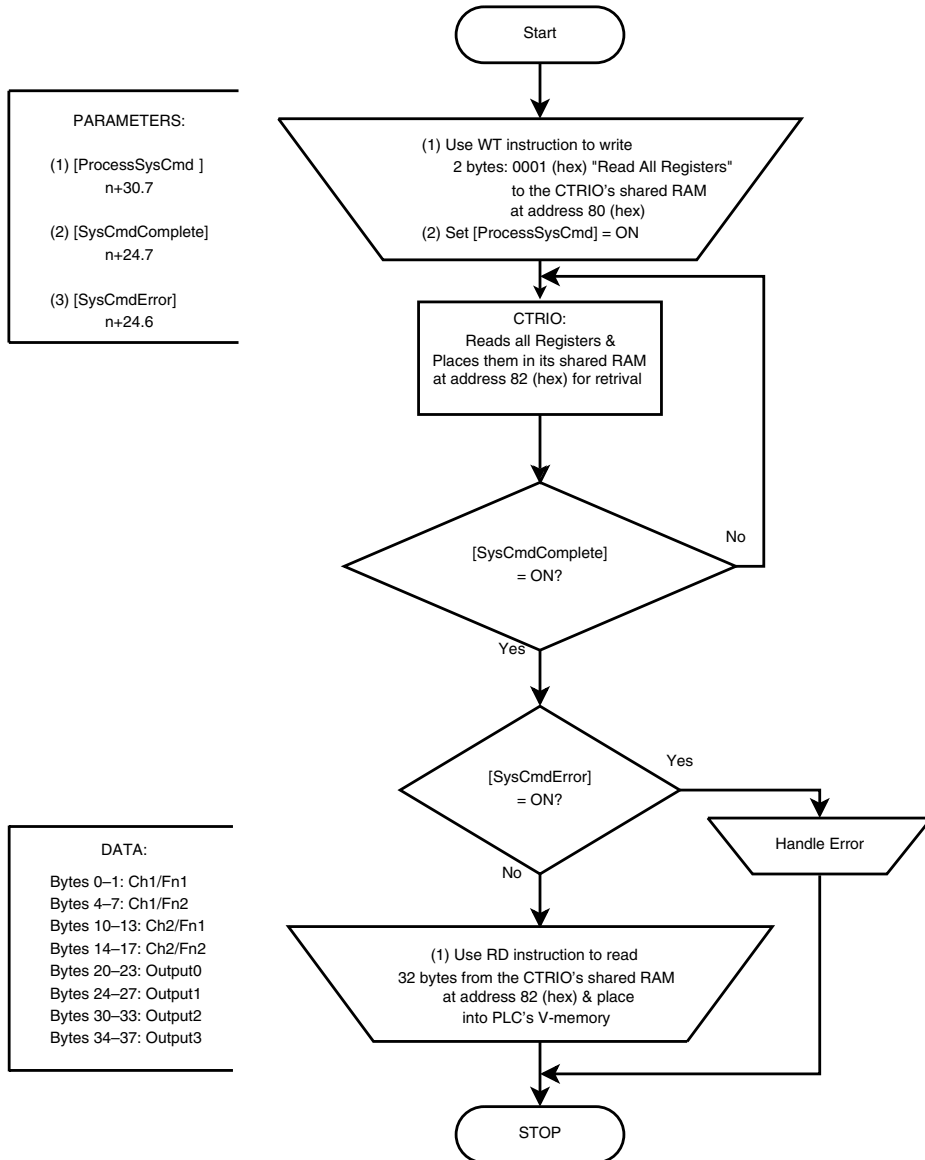 Start
PARAMETERS:
(1) [ProcessSysCmd ]
n+30.7
(2) [SysCmdComplete]
n+24.7
(3) [SysCmdError]
n+24.6
(1) Use WT instruction to write
2 bytes: 0001 (hex) "Read All Registers"
to the CTRIO's shared RAM
at address 80 (hex)
(2) Set [ProcessSysCmd] = ON
CTRIO:
Reads all Registers &
Places them in its shared RAM
at address 82 (hex) for retrival
[SysCmdComplete]
= ON?
No
Yes
[SysCmdError]
= ON?
Yes
Handle Error
No
DATA:
Bytes 0–1: Ch1/Fn1
Bytes 4–7: Ch1/Fn2
Bytes 10–13: Ch2/Fn1
Bytes 14–17: Ch2/Fn2
Bytes 20–23: Output0
Bytes 24–27: Output1
Bytes 30–33: Output2
Bytes 34–37: Output3
(1) Use RD instruction to read
32 bytes from the CTRIO's shared RAM
at address 82 (hex) & place
into PLC's V-memory
STOP